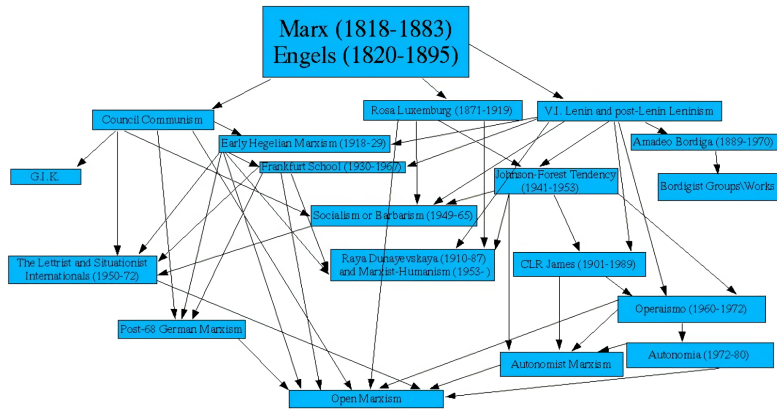 Marx (1818-1883)
Engels (1820-1895)
Council Communism
Rosa Luxemburg (1871-1919)
V.I. Lenin and post-Lenin Leninism
Early Hegelian Marxism (1918-29)
Amadeo Bordiga (1889-1970)
Frankfurt School (1930-1967)
G.I.K.
Johnson-Forest Tendency
(1941-1953)
Bordigist Groups\Works
Socialism or Barbarism (1949-65)
The Lettrist and Situationist
Internationals (1950-72)
Raya Dunayevskaya (1910-87)
and Marxist-Humanism (1953- )
CLR James (1901-1989)
Operaismo (1960-1972)
Post-68 German Marxism
Autonomia (1972-80)
Autonomist Marxism
Open Marxism